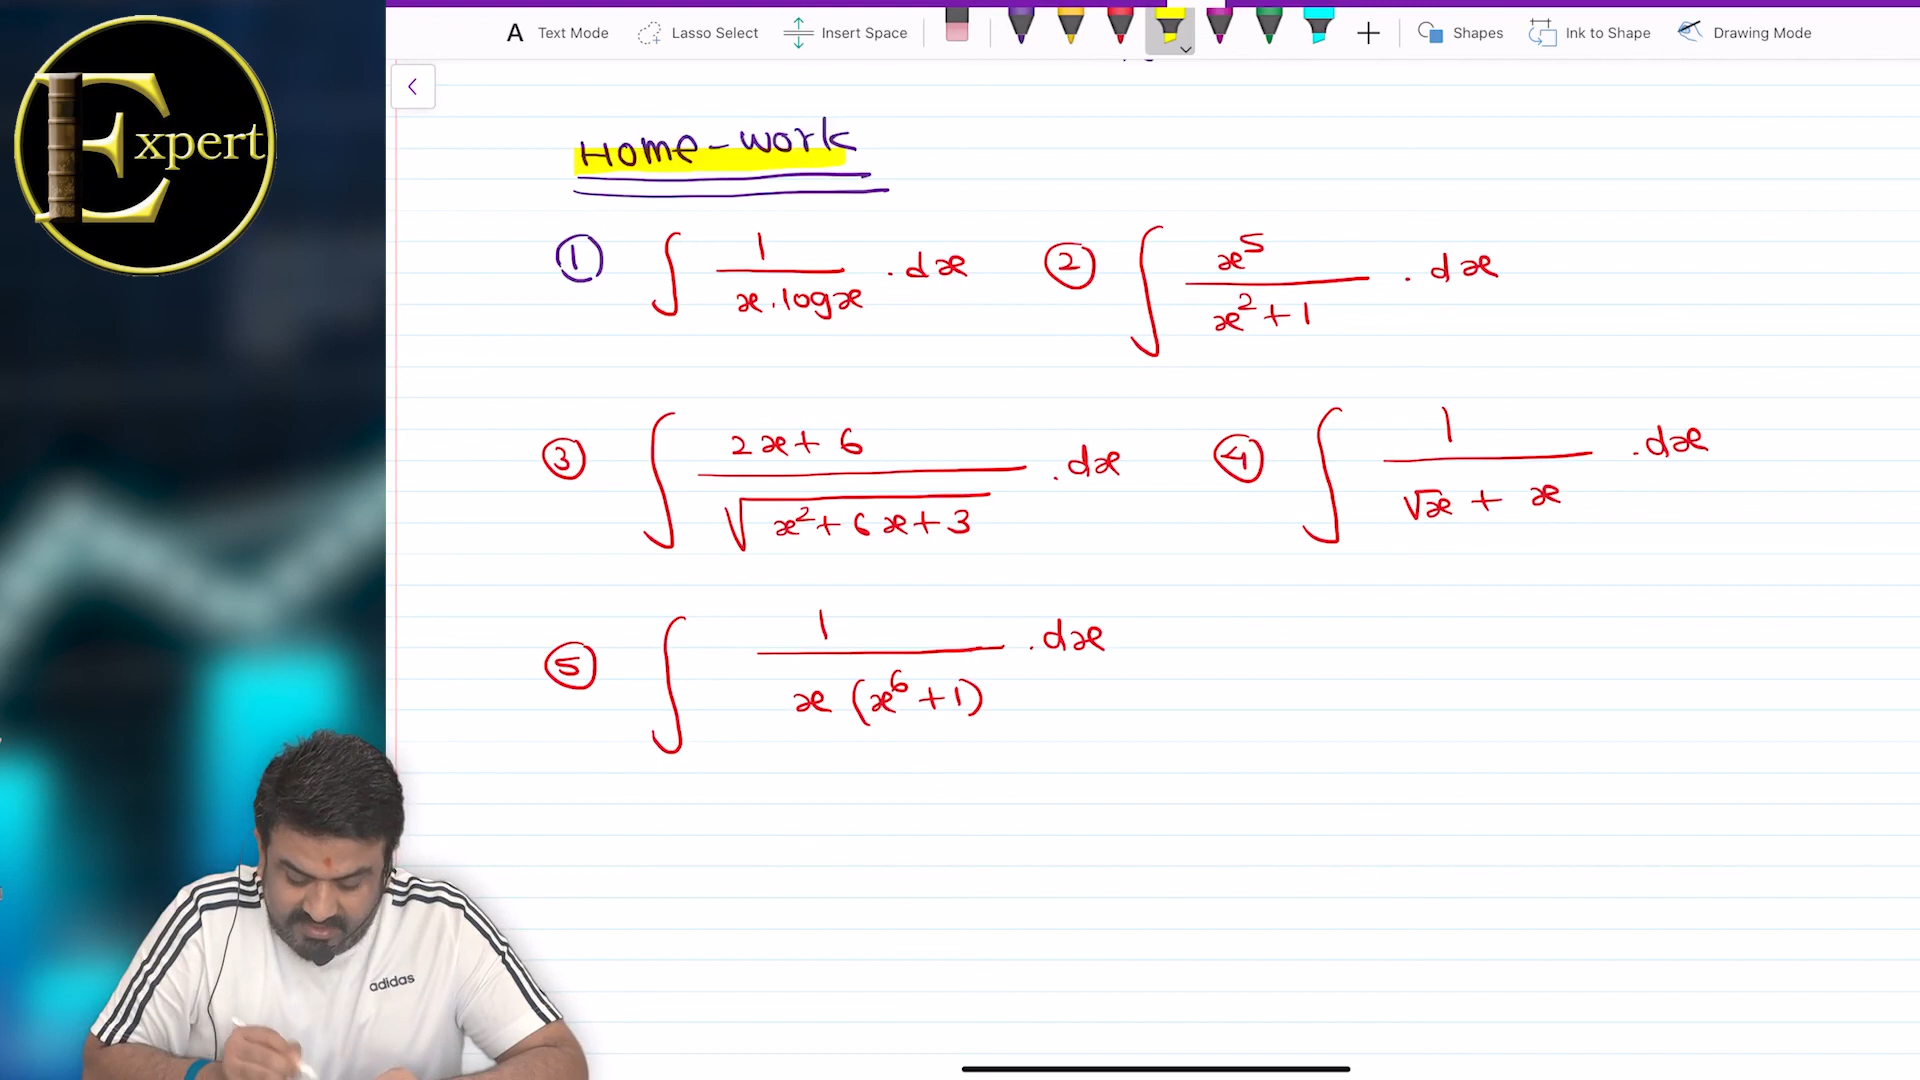 Expert
A Text Mode Lasso Select Insert Space Shapes Ink to Shape Drawing Mode
Home-work
① ∫ 1 / x.logx .dx ② ∫ x⁵ / x²+1 .dx
③ ∫ 2x+6 / √x²+6x+3 .dx ④ ∫ 1 / √x + x .dx
⑤ ∫ 1 / x (x⁶+1) .dx
adidas